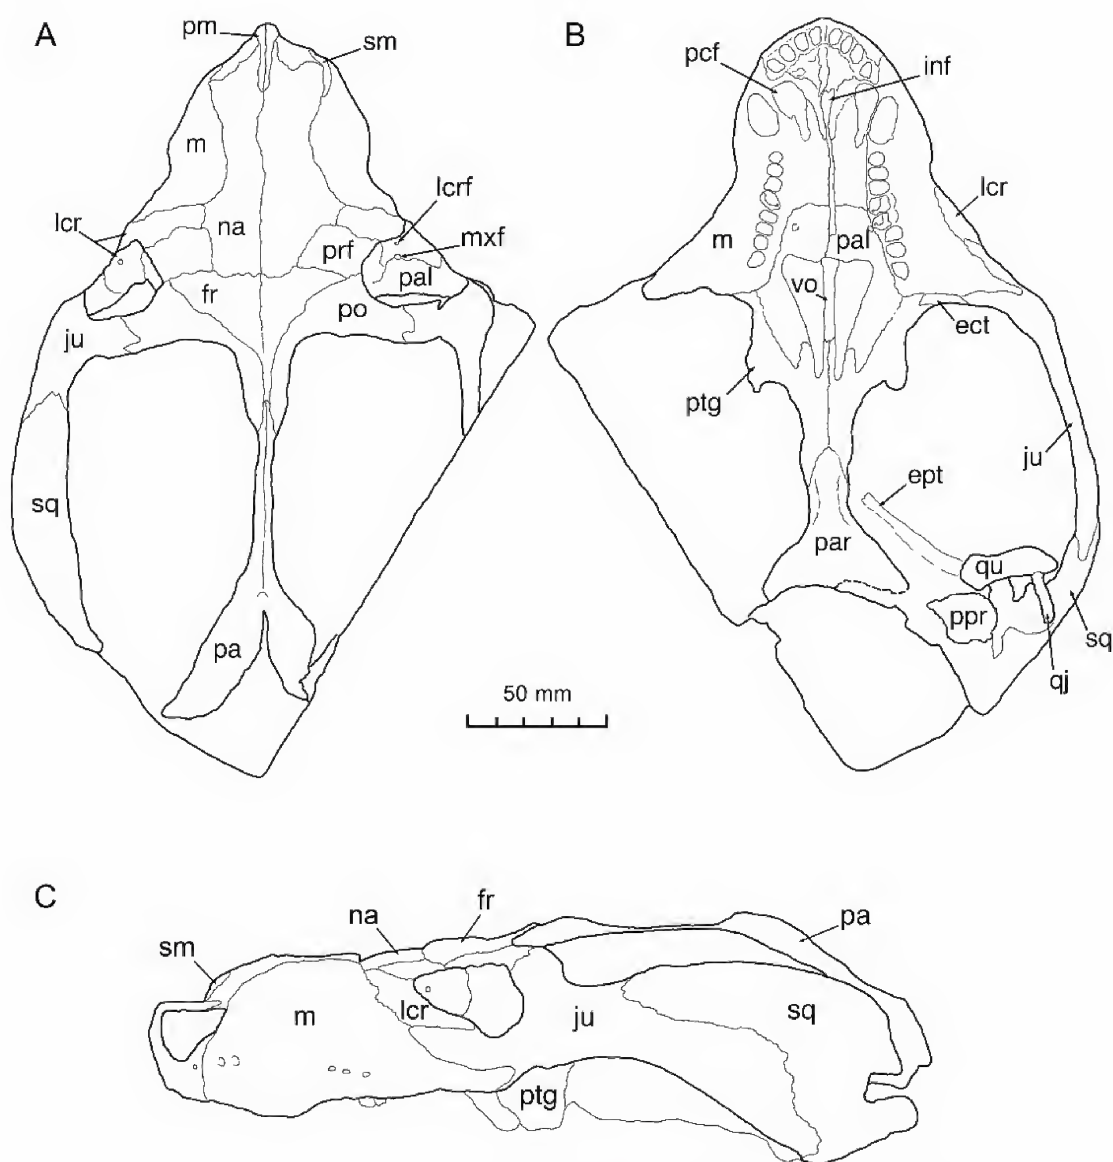 A
pm
sm
m
lcr
na
lcrf
mxf
prf
pal
fr
po
ju
sq
pa
50 mm
B
pcf
inf
lcr
m
pal
vo
ect
ptg
ju
ept
par
qu
ppr
sq
qj
C
sm
na
fr
pa
m
lcr
ju
sq
ptg